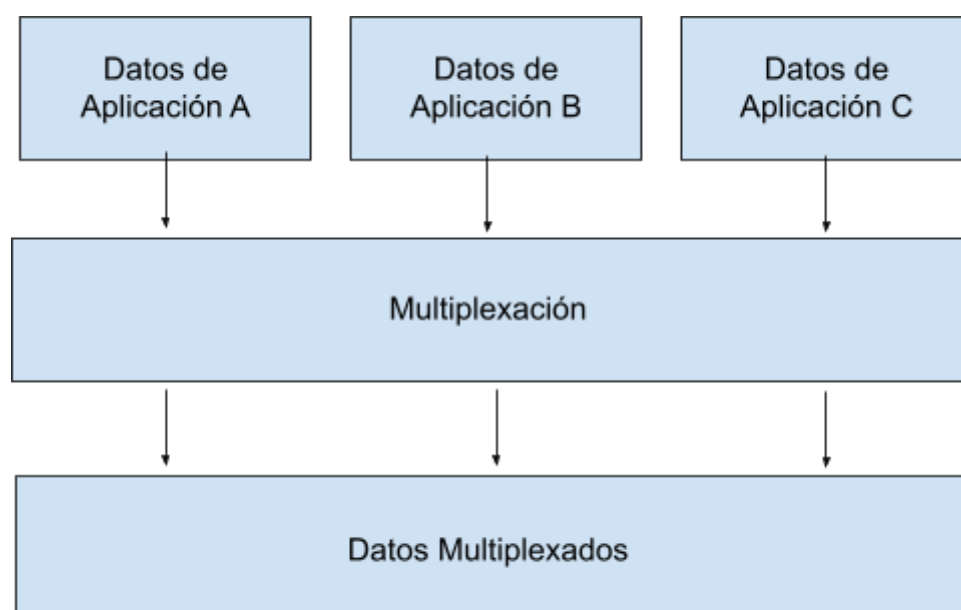 Datos de
Aplicación A
Datos de
Aplicación B
Datos de
Aplicación C
Multiplexación
Datos Multiplexados